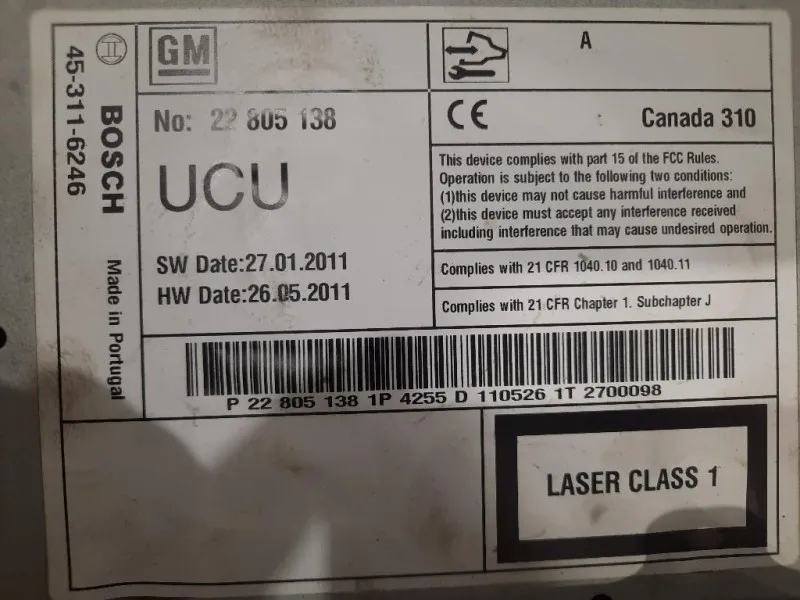 BOSCH
45-311-6246
Made in Portugal
GM
A
No: 22 805 138
UCU
SW Date:27.01.2011
HW Date:26.05.2011
CE
Canada 310
This device complies with part 15 of the FCC Rules.
Operation is subject to the following two conditions:
(1)this device may not cause harmful interference and
(2)this device must accept any interference received
including interference that may cause undesired operation.
Complies with 21 CFR 1040.10 and 1040.11
Complies with 21 CFR Chapter 1. Subchapter J
P 22 805 138 1P 4255 D 110526 1T 2700098
LASER CLASS 1